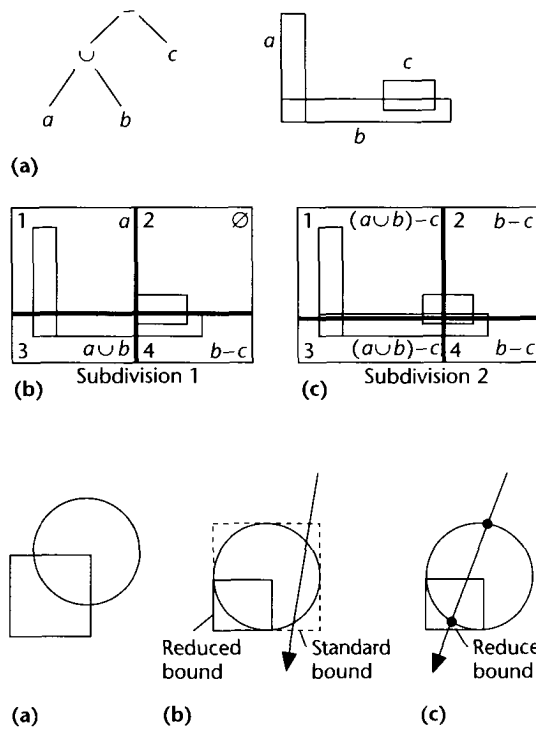 −
∪ c
a b
a
c
b
(a)
1 a 2 ∅
3 a∪b 4 b−c
Subdivision 1
(b)
1 (a∪b)−c 2 b−c
3 (a∪b)−c 4 b−c
Subdivision 2
(c)
Reduced bound
Standard bound
Reduce
bound
(a)
(b)
(c)